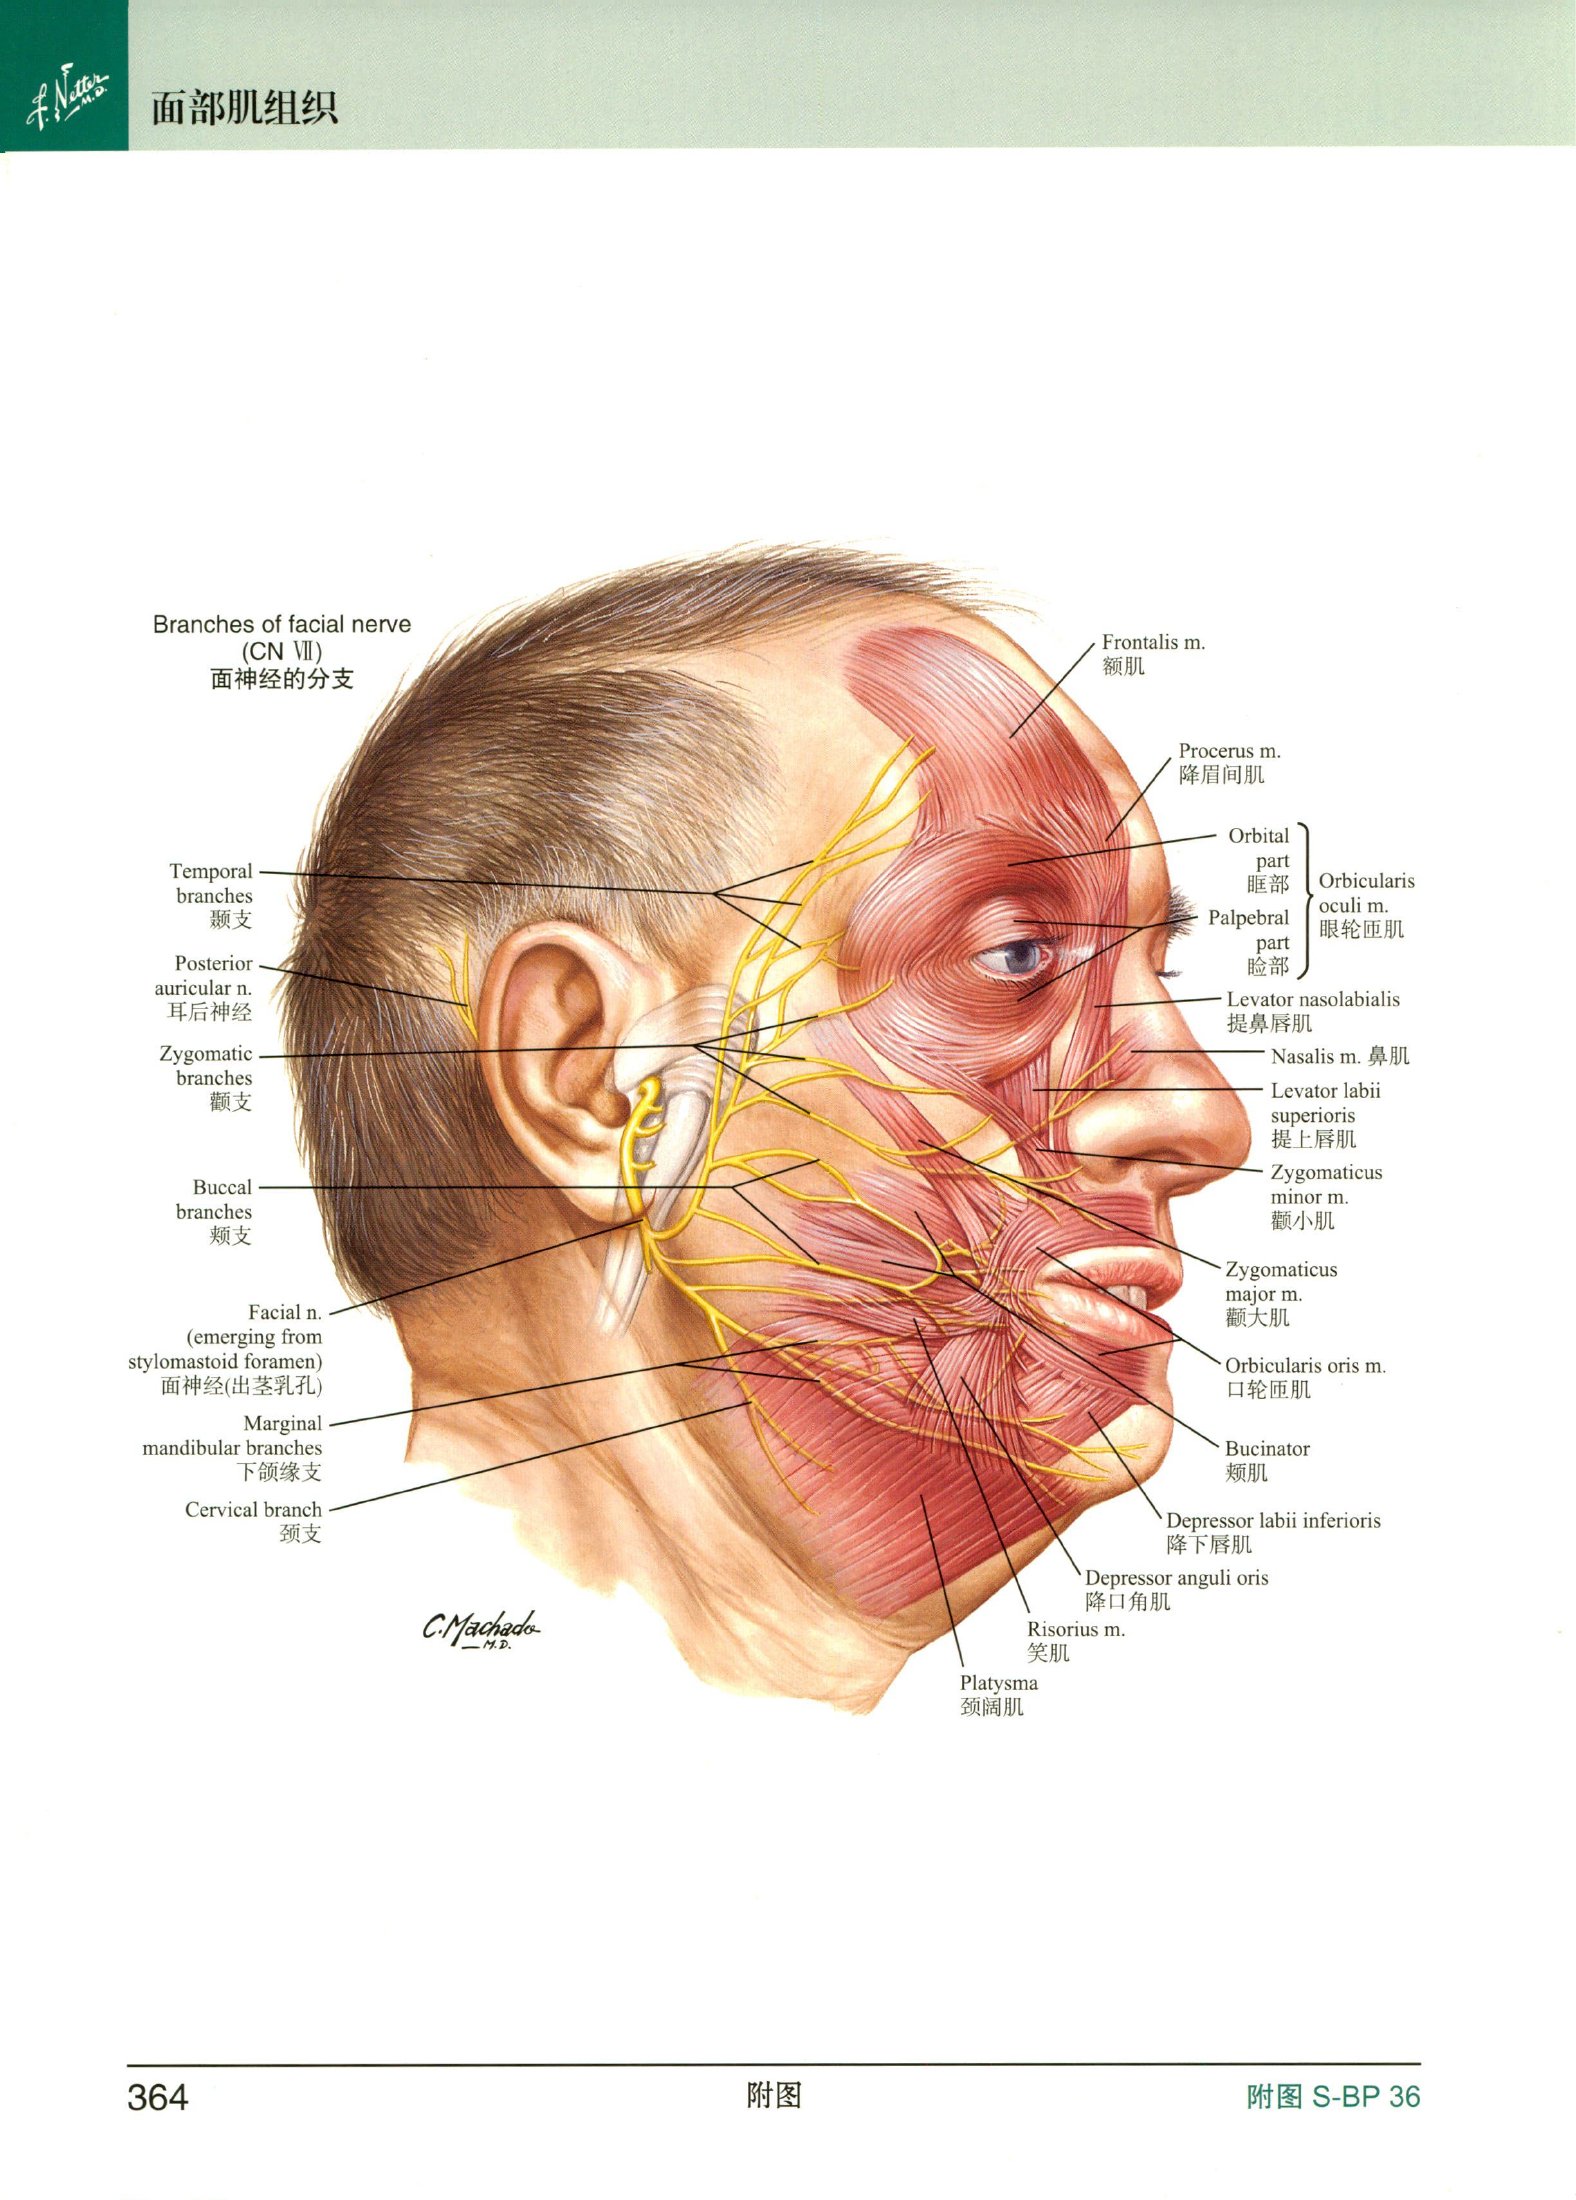 F. Netter
M.D.
面部肌组织
Branches of facial nerve
(CN Ⅶ)
面神经的分支
Temporal
branches
颞支
Posterior
auricular n.
耳后神经
Zygomatic
branches
颧支
Buccal
branches
颊支
Facial n.
(emerging from
stylomastoid foramen)
面神经(出茎乳孔)
Marginal
mandibular branches
下颌缘支
Cervical branch
颈支
Frontalis m.
额肌
Procerus m.
降眉间肌
Orbital
part
眶部
Palpebral
part
睑部
Orbicularis
oculi m.
眼轮匝肌
Levator nasolabialis
提鼻唇肌
Nasalis m. 鼻肌
Levator labii
superioris
提上唇肌
Zygomaticus
minor m.
颧小肌
Zygomaticus
major m.
颧大肌
Orbicularis oris m.
口轮匝肌
Bucinator
颊肌
Depressor labii inferioris
降下唇肌
Depressor anguli oris
降口角肌
Risorius m.
笑肌
Platysma
颈阔肌
C.Machado
M.D.
364
附图
附图 S-BP 36